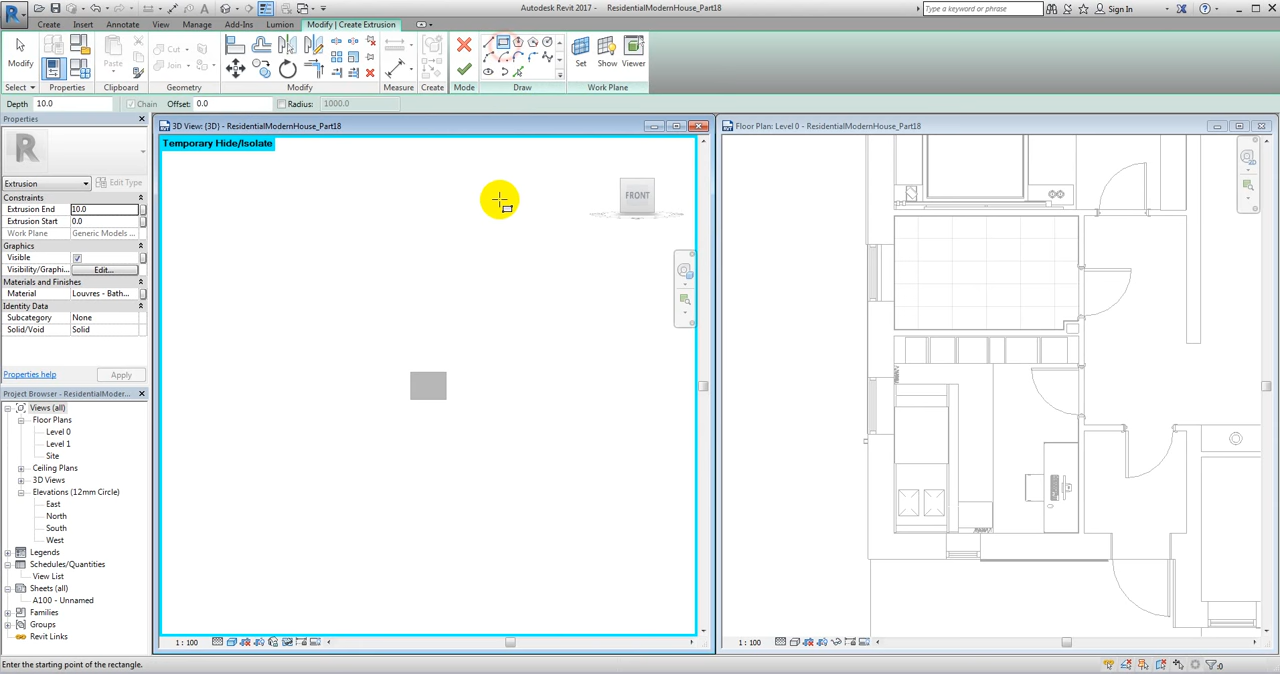 Autodesk Revit 2017 - ResidentialModernHouse_Part18
Type a keyword or phrase
Sign In
Create Insert Annotate View Manage Add-Ins Lumion Modify | Create Extrusion
Modify
Paste
Cut
Join
Set Show Viewer
Select Properties Clipboard Geometry Modify Measure Create Mode Draw Work Plane
Depth 10.0 Chain Offset: 0.0 Radius: 1000.0
Properties
3D View: {3D} - ResidentialModernHouse_Part18
Floor Plan: Level 0 - ResidentialModernHouse_Part18
Temporary Hide/Isolate
FRONT
Extrusion Edit Type
Constraints
Extrusion End 10.0
Extrusion Start 0.0
Work Plane Generic Models ...
Graphics
Visible
Visibility/Graphi... Edit...
Materials and Finishes
Material Louvres - Bath...
Identity Data
Subcategory None
Solid/Void Solid
Properties help Apply
Project Browser - ResidentialModer...
Views (all)
Floor Plans
Level 0
Level 1
Site
Ceiling Plans
3D Views
Elevations (12mm Circle)
East
North
South
West
Legends
Schedules/Quantities
View List
Sheets (all)
A100 - Unnamed
Families
Groups
Revit Links
1 : 100
1 : 100
Enter the starting point of the rectangle.
:0